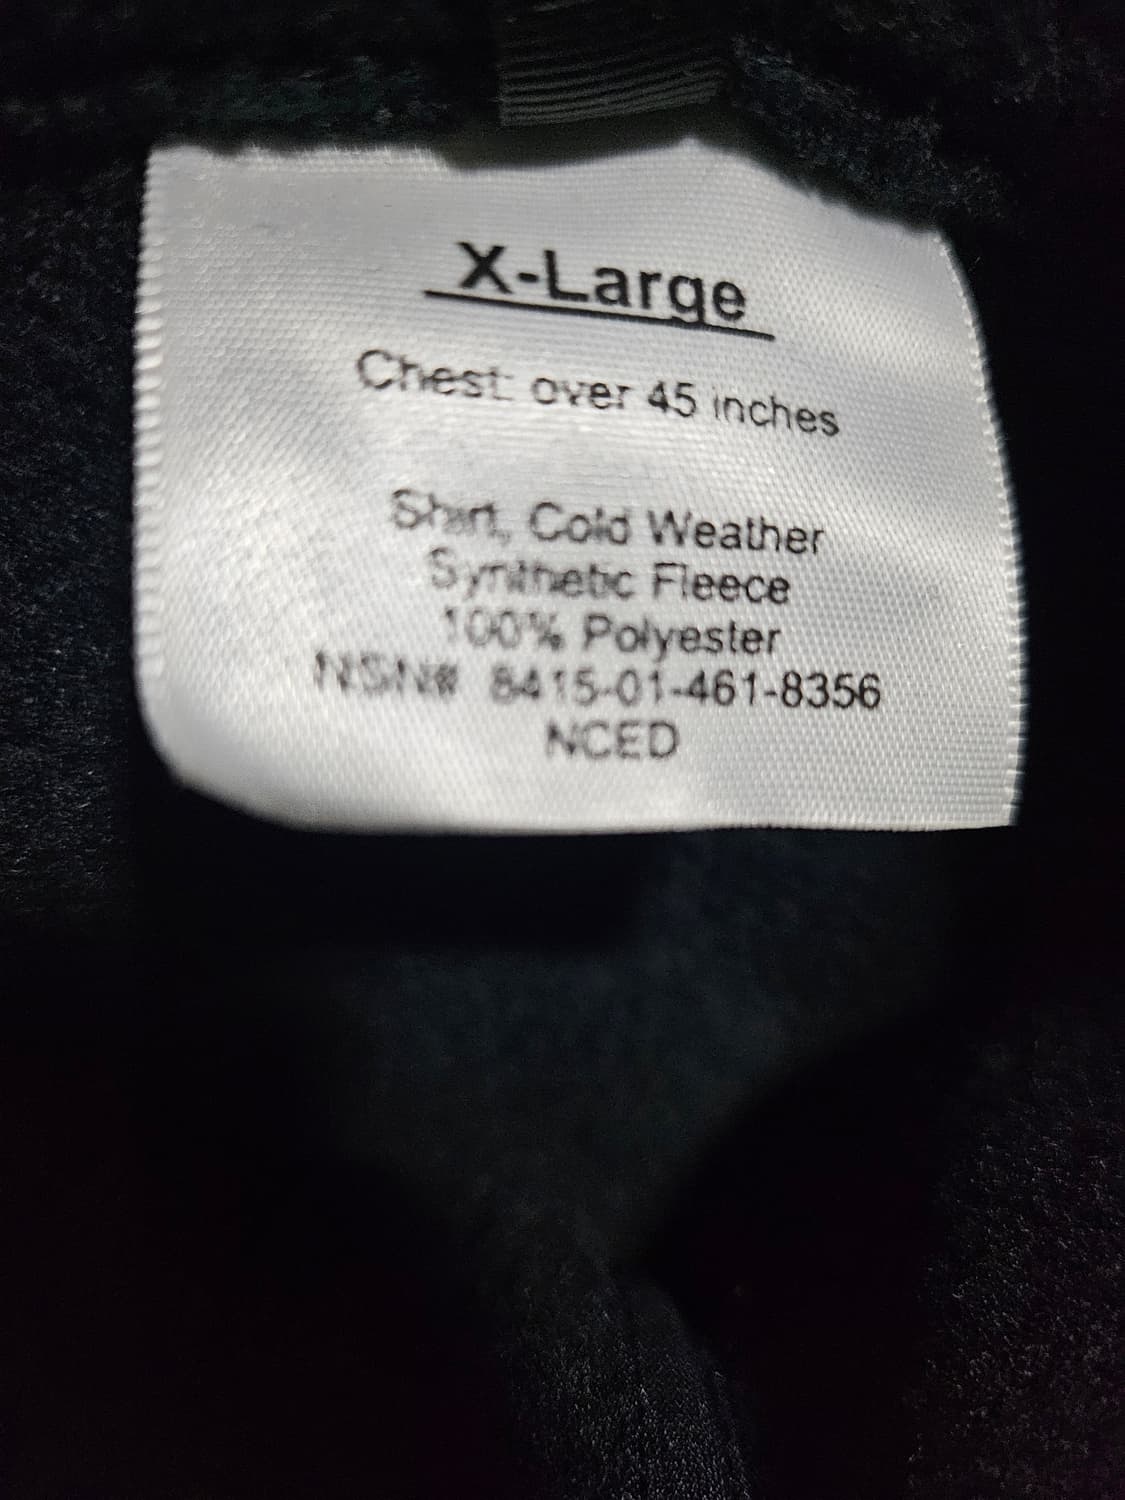 X-Large
Chest: over 45 inches
Shirt, Cold Weather
Synthetic Fleece
100% Polyester
NSN# 8415-01-461-8356
NCED